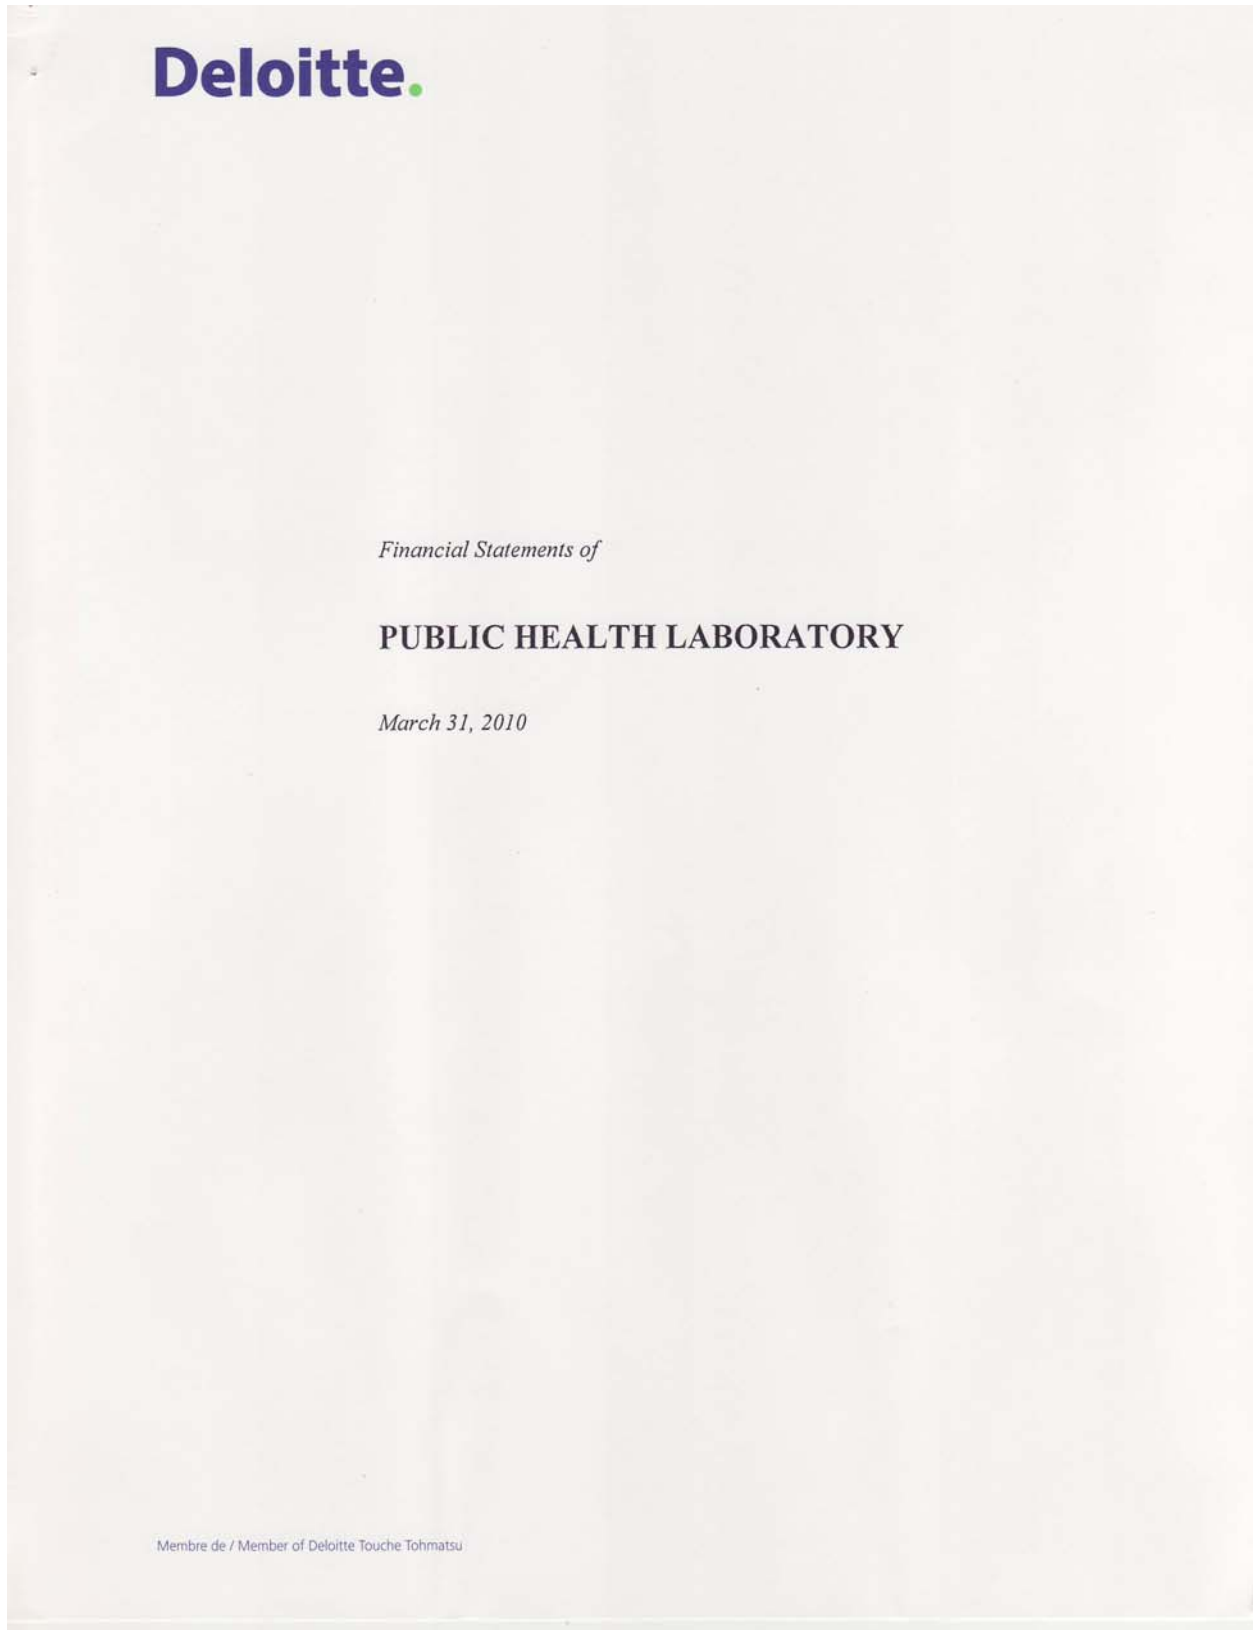 Deloitte.
Financial Statements of
PUBLIC HEALTH LABORATORY
March 31, 2010
Membre de / Member of Deloitte Touche Tohmatsu